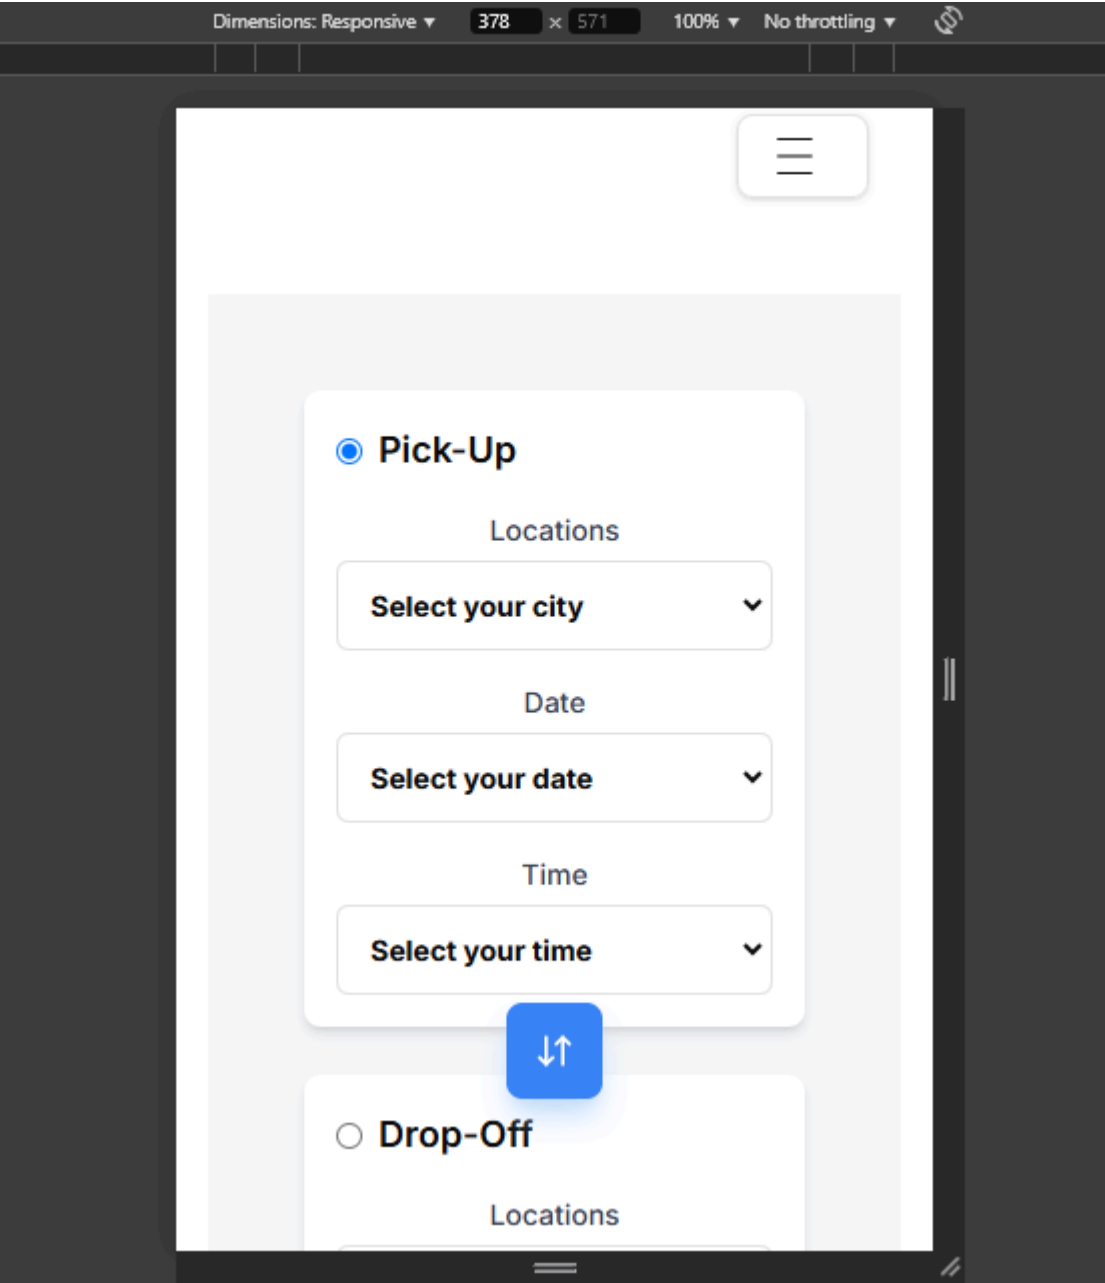 Dimensions: Responsive ▼ 378 × 571 100% ▼ No throttling ▼
Pick-Up
Locations
Select your city
Date
Select your date
Time
Select your time
Drop-Off
Locations